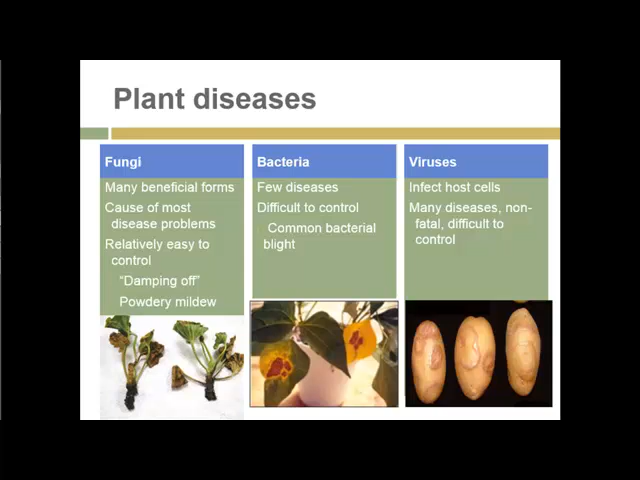 Plant diseases
Fungi
Many beneficial forms
Cause of most
disease problems
Relatively easy to
control
“Damping off”
Powdery mildew
Bacteria
Few diseases
Difficult to control
Common bacterial
blight
Viruses
Infect host cells
Many diseases, non-
fatal, difficult to
control